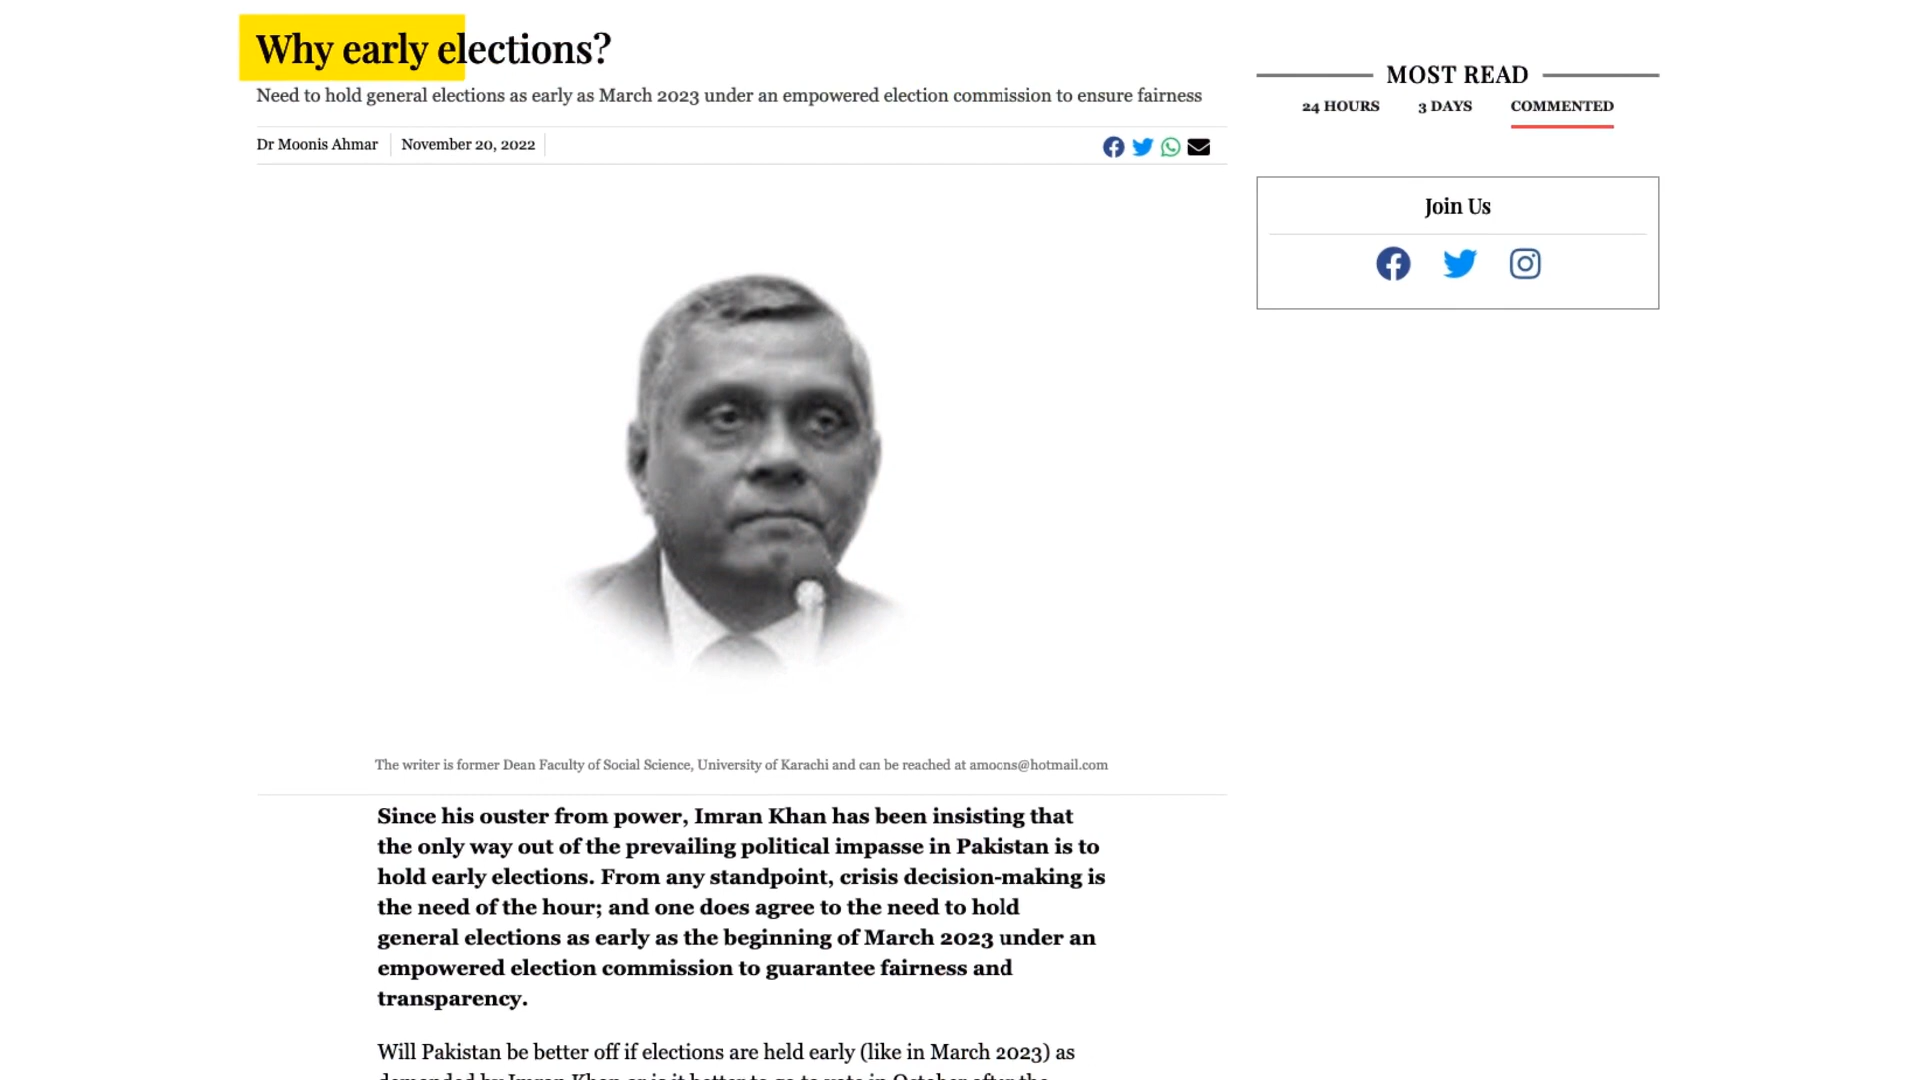 Why early elections?
Need to hold general elections as early as March 2023 under an empowered election commission to ensure fairness
Dr Moonis Ahmar
November 20, 2022
MOST READ
24 HOURS 3 DAYS COMMENTED
Join Us
The writer is former Dean Faculty of Social Science, University of Karachi and can be reached at amocns@hotmail.com
Since his ouster from power, Imran Khan has been insisting that
the only way out of the prevailing political impasse in Pakistan is to
hold early elections. From any standpoint, crisis decision-making is
the need of the hour; and one does agree to the need to hold
general elections as early as the beginning of March 2023 under an
empowered election commission to guarantee fairness and
transparency.
Will Pakistan be better off if elections are held early (like in March 2023) as
demanded by Imran Khan or is it better to go to vote in October after the